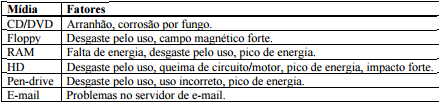 Mídia Fatores
CD/DVD Arranhão, corrosão por fungo.
Floppy Desgaste pelo uso, campo magnético forte.
RAM Falta de energia, desgaste pelo uso, pico de energia.
HD Desgaste pelo uso, queima de circuito/motor, pico de energia, impacto forte.
Pen-drive Desgaste pelo uso, uso incorreto, pico de energia.
E-mail Problemas no servidor de e-mail.